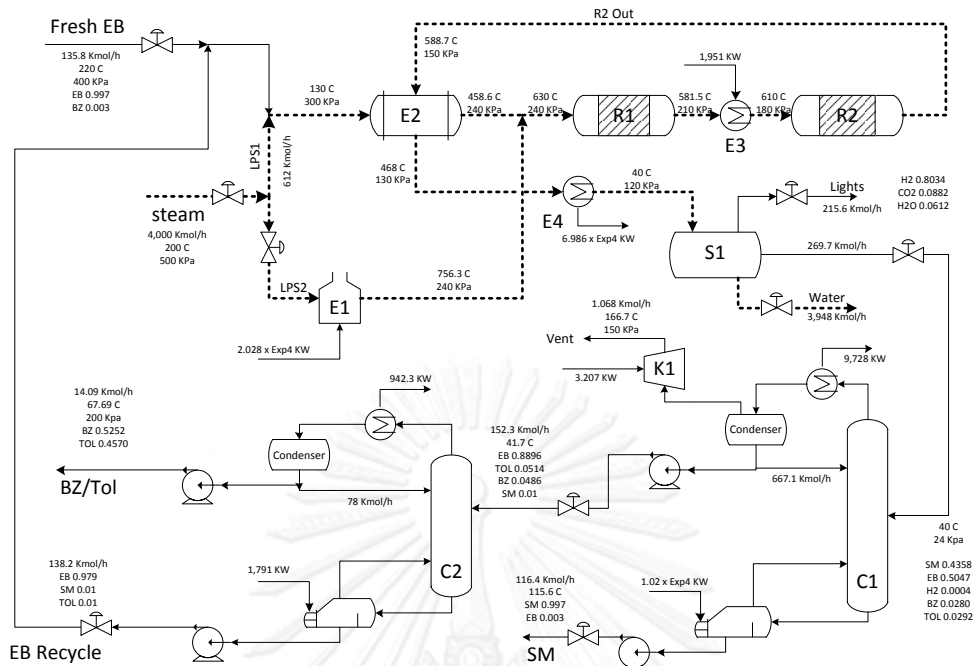 R2 Out
Fresh EB
135.8 Kmol/h
220 C
400 KPa
EB 0.997
BZ 0.003
588.7 C
150 KPa
1,951 KW
130 C
300 KPa
E2
458.6 C
240 KPa
630 C
240 KPa
R1
581.5 C
210 KPa
E3
610 C
180 KPa
R2
LPS1
612 Kmol/h
468 C
130 KPa
40 C
120 KPa
H2 0.8034
CO2 0.0882
H2O 0.0612
Lights
215.6 Kmol/h
steam
4,000 Kmol/h
200 C
500 KPa
E4
6.986 x Exp4 KW
S1
269.7 Kmol/h
LPS2
E1
756.3 C
240 KPa
Water
3,948 Kmol/h
2.028 x Exp4 KW
1.068 Kmol/h
166.7 C
150 KPa
Vent
K1
3.207 KW
9,728 KW
942.3 KW
14.09 Kmol/h
67.69 C
200 Kpa
BZ 0.5252
TOL 0.4570
Condenser
152.3 Kmol/h
41.7 C
EB 0.8896
TOL 0.0514
BZ 0.0486
SM 0.01
Condenser
667.1 Kmol/h
BZ/Tol
78 Kmol/h
40 C
24 Kpa
138.2 Kmol/h
EB 0.979
SM 0.01
TOL 0.01
1,791 KW
C2
116.4 Kmol/h
115.6 C
SM 0.997
EB 0.003
1.02 x Exp4 KW
C1
SM 0.4358
EB 0.5047
H2 0.0004
BZ 0.0280
TOL 0.0292
EB Recycle
SM